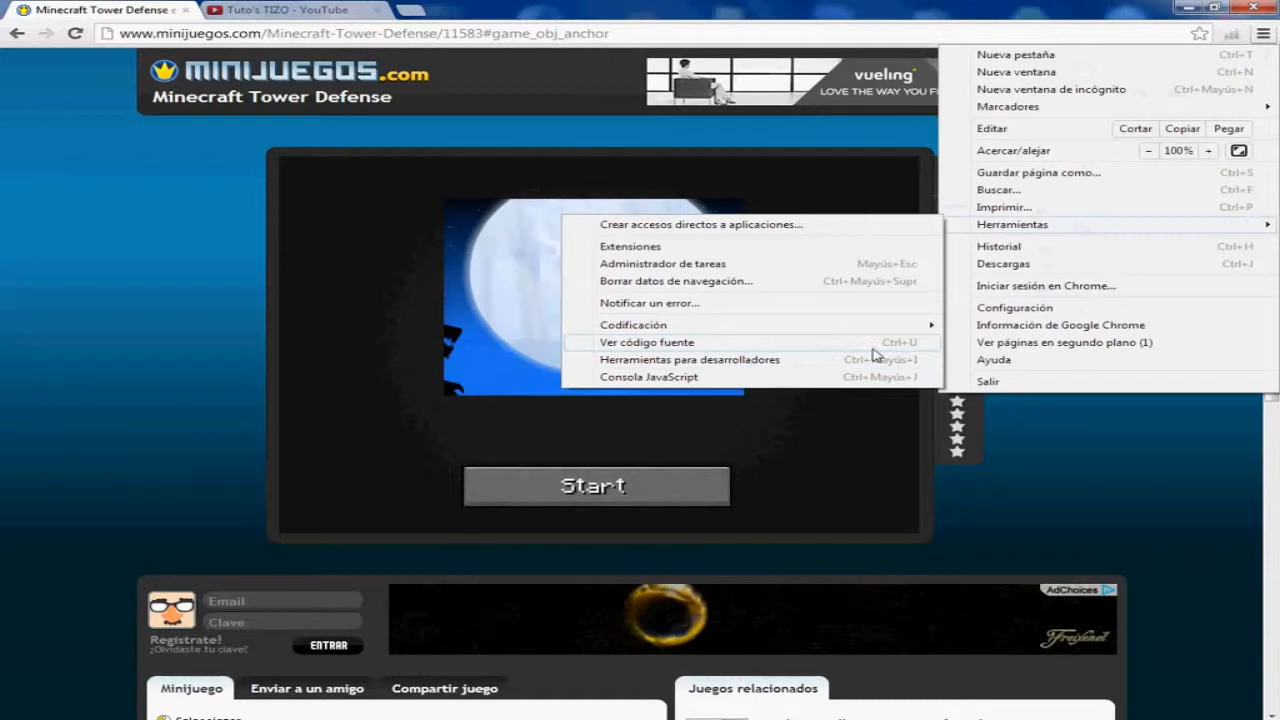 Minecraft Tower Defense
Tuto's TIZO - YouTube
www.minijuegos.com/Minecraft-Tower-Defense/11583#game_obj_anchor
MINIJUEGOS.com
Minecraft Tower Defense
vueling
LOVE THE WAY YOU
Nueva pestaña Ctrl+T
Nueva ventana Ctrl+N
Nueva ventana de incógnito Ctrl+Mayús+N
Marcadores
Editar Cortar Copiar Pegar
Acercar/alejar − 100% +
Guardar página como... Ctrl+S
Buscar... Ctrl+F
Imprimir... Ctrl+P
Herramientas
Historial Ctrl+H
Descargas Ctrl+J
Iniciar sesión en Chrome...
Configuración
Información de Google Chrome
Ver páginas en segundo plano (1)
Ayuda
Salir
Crear accesos directos a aplicaciones...
Extensiones
Administrador de tareas Mayús+Esc
Borrar datos de navegación... Ctrl+Mayús+Supr
Notificar un error...
Codificación
Ver código fuente Ctrl+U
Herramientas para desarrolladores Ctrl+Mayús+I
Consola JavaScript Ctrl+Mayús+J
Start
Email
Clave
Registrate!
¿Olvidaste tu clave?
ENTRAR
AdChoices
Freixenet
Minijuego
Enviar a un amigo
Compartir juego
Juegos relacionados